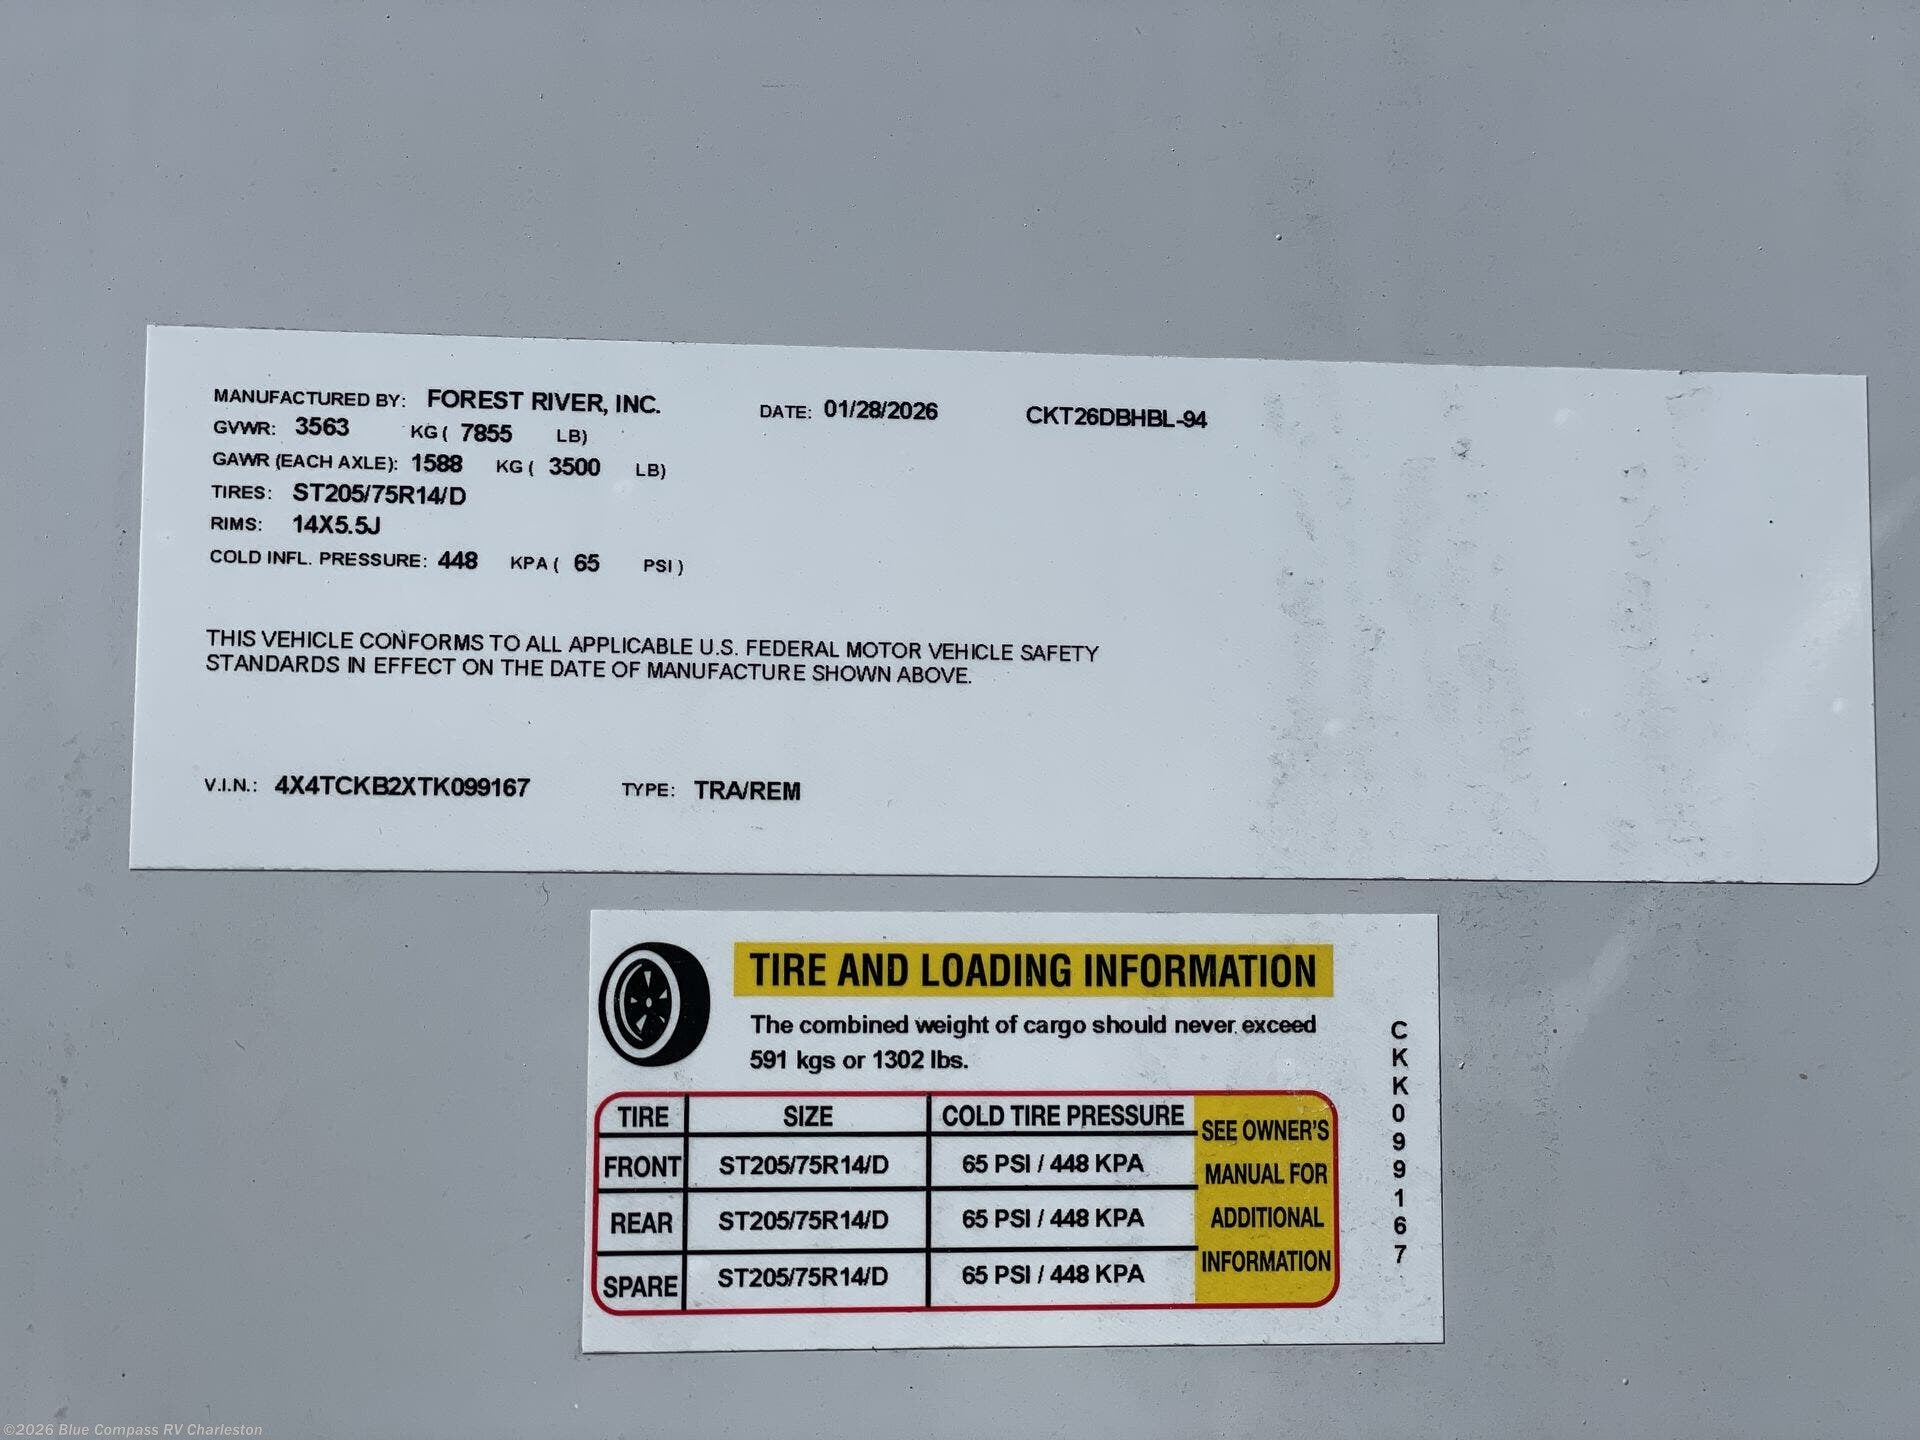 MANUFACTURED BY: FOREST RIVER, INC. DATE: 01/28/2026 CKT26DBHBL-94
GVWR: 3563 KG ( 7855 LB)
GAWR (EACH AXLE): 1588 KG ( 3500 LB)
TIRES: ST205/75R14/D
RIMS: 14X5.5J
COLD INFL. PRESSURE: 448 KPA ( 65 PSI )
THIS VEHICLE CONFORMS TO ALL APPLICABLE U.S. FEDERAL MOTOR VEHICLE SAFETY
STANDARDS IN EFFECT ON THE DATE OF MANUFACTURE SHOWN ABOVE.
V.I.N.: 4X4TCKB2XTK099167 TYPE: TRA/REM
TIRE AND LOADING INFORMATION
The combined weight of cargo should never exceed
591 kgs or 1302 lbs.
TIRE SIZE COLD TIRE PRESSURE
FRONT ST205/75R14/D 65 PSI / 448 KPA
REAR ST205/75R14/D 65 PSI / 448 KPA
SPARE ST205/75R14/D 65 PSI / 448 KPA
SEE OWNER'S
MANUAL FOR
ADDITIONAL
INFORMATION
CKK099167
©2026 Blue Compass RV Charleston